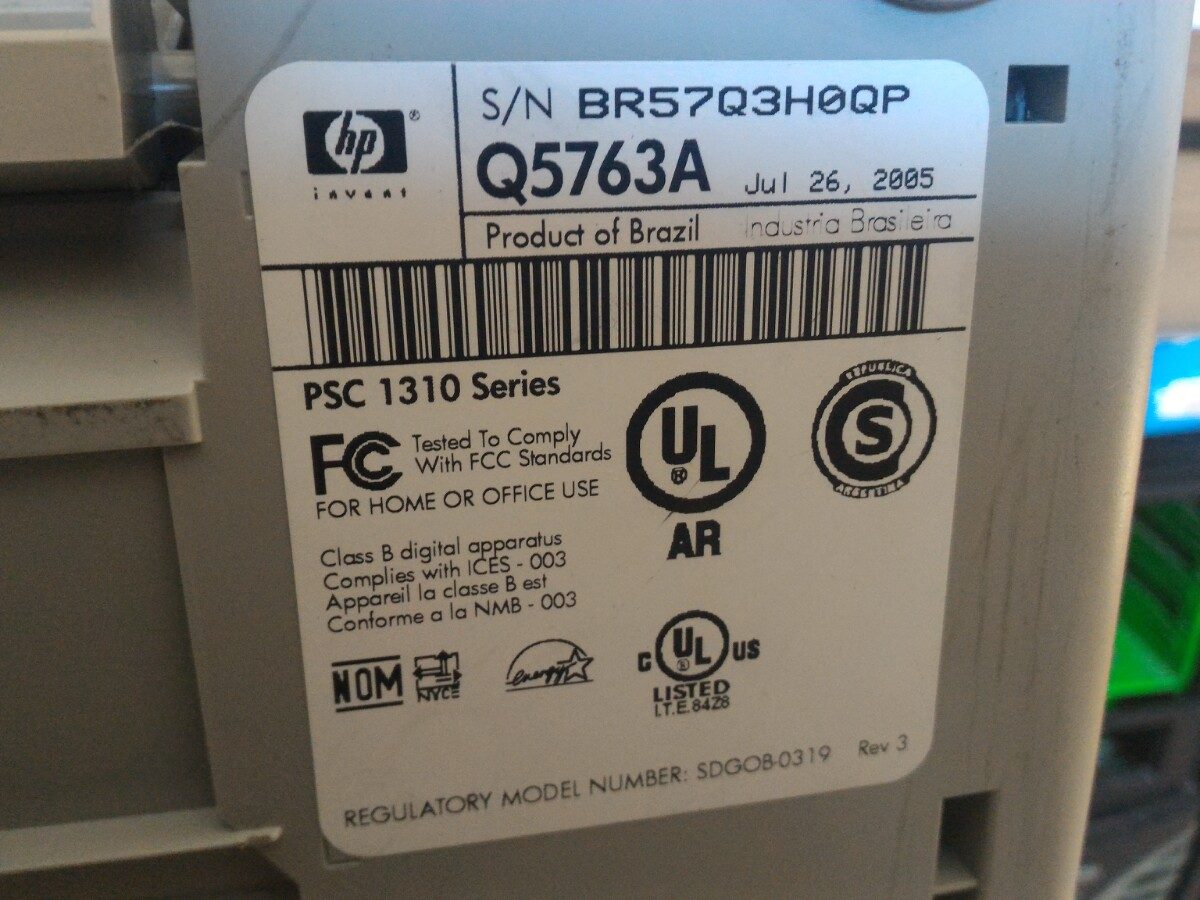 hp
®
invent
S/N BR57Q3H0QP
Q5763A Jul 26, 2005
Product of Brazil Industria Brasileira
PSC 1310 Series
FC Tested To Comply
With FCC Standards
FOR HOME OR OFFICE USE
Class B digital apparatus
Complies with ICES - 003
Appareil la classe B est
Conforme a la NMB - 003
UL
AR
REPUBLICA
S
ARGENTINA
NOM
NYCE
energy
C UL US
®
LISTED
I.T.E.84Z8
REGULATORY MODEL NUMBER: SDGOB-0319 Rev 3